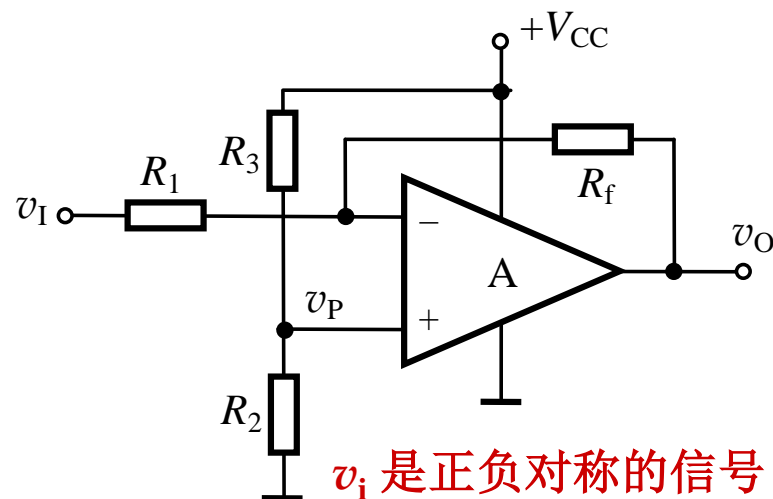 +V_CC
R_3
R_f
R_1
v_I
−
v_O
A
v_P
+
R_2
v_i 是正负对称的信号